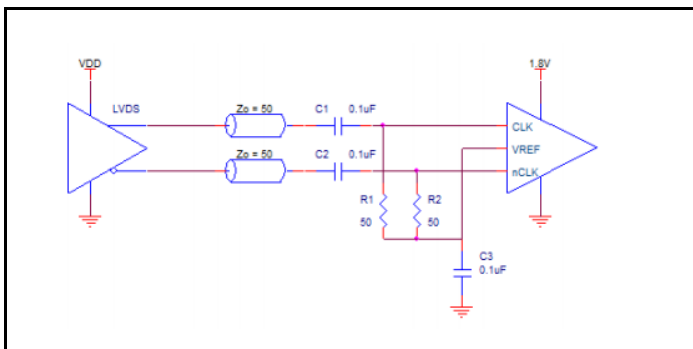 VDD
1.8V
LVDS
Zo = 50
C1
0.1uF
CLK
Zo = 50
C2
0.1uF
VREF
nCLK
R1
R2
50
50
C3
0.1uF